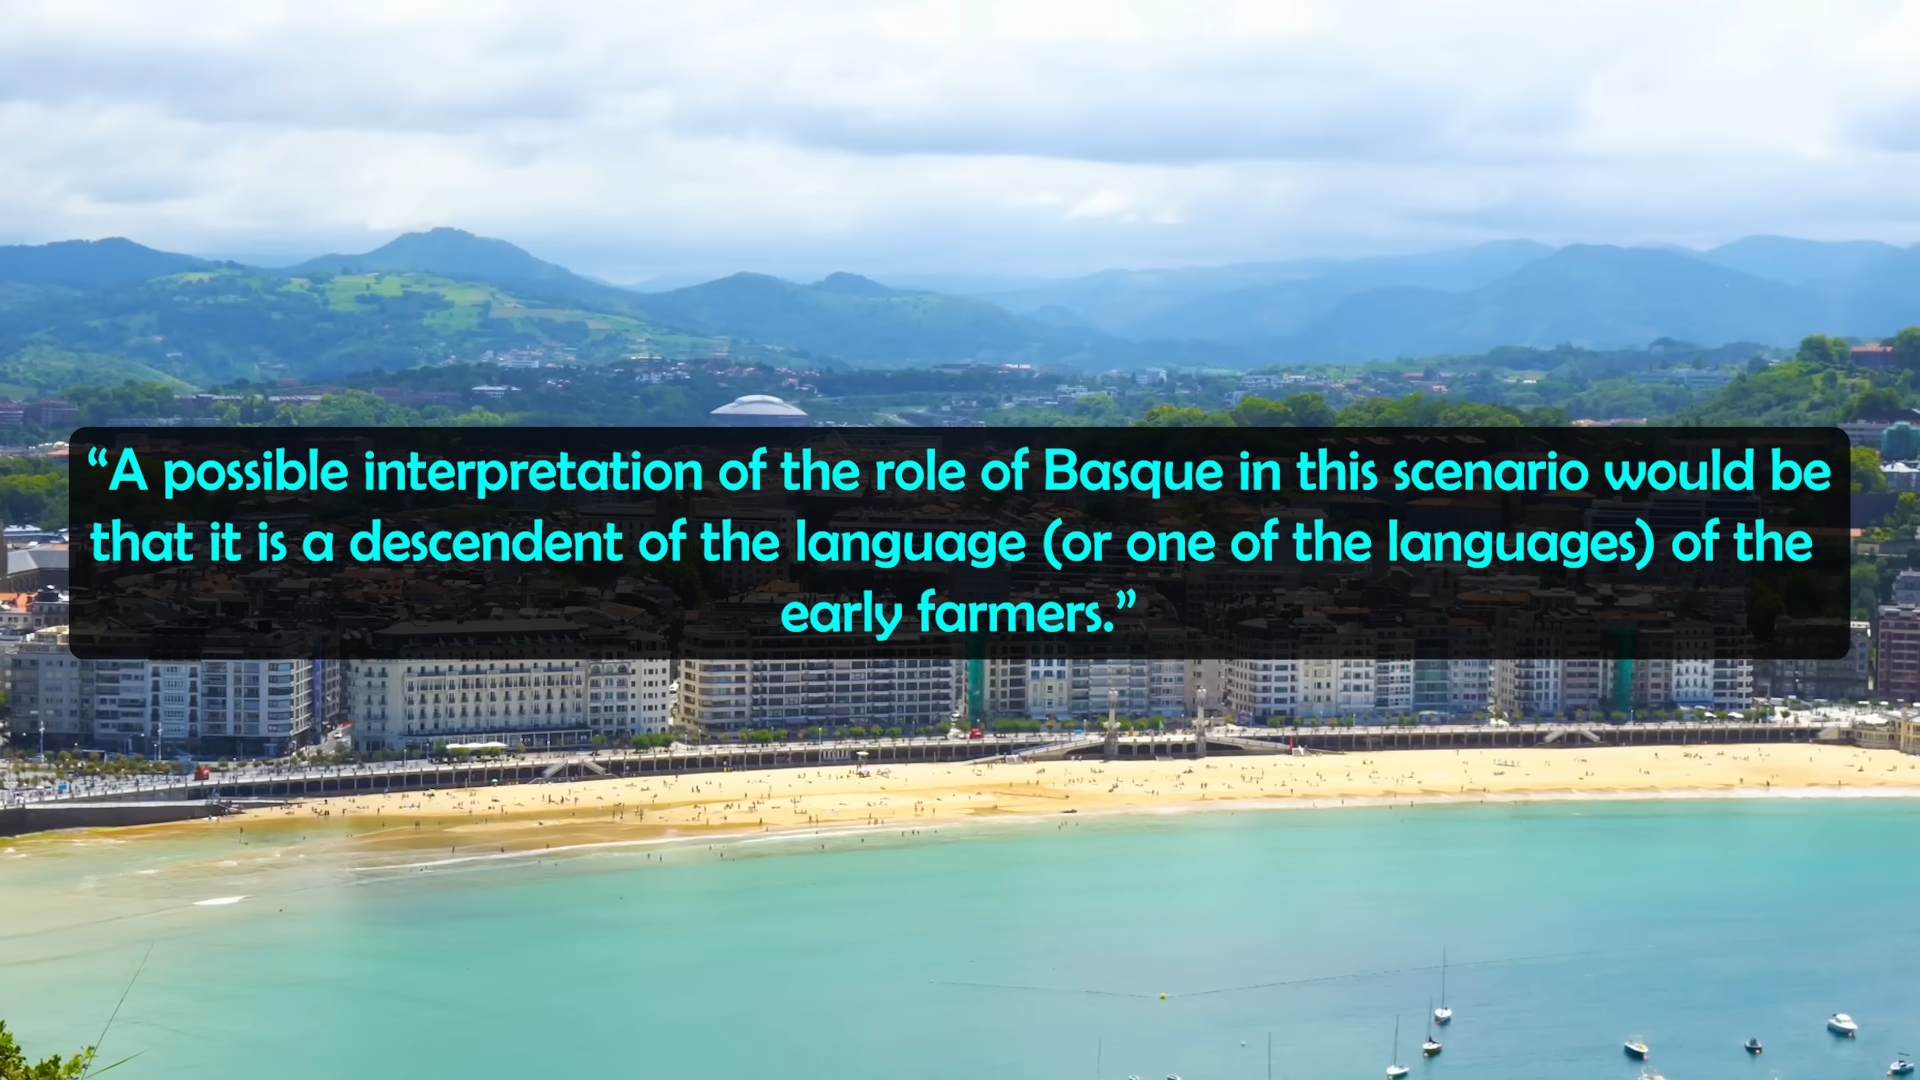 “A possible interpretation of the role of Basque in this scenario would be
that it is a descendent of the language (or one of the languages) of the
early farmers.”